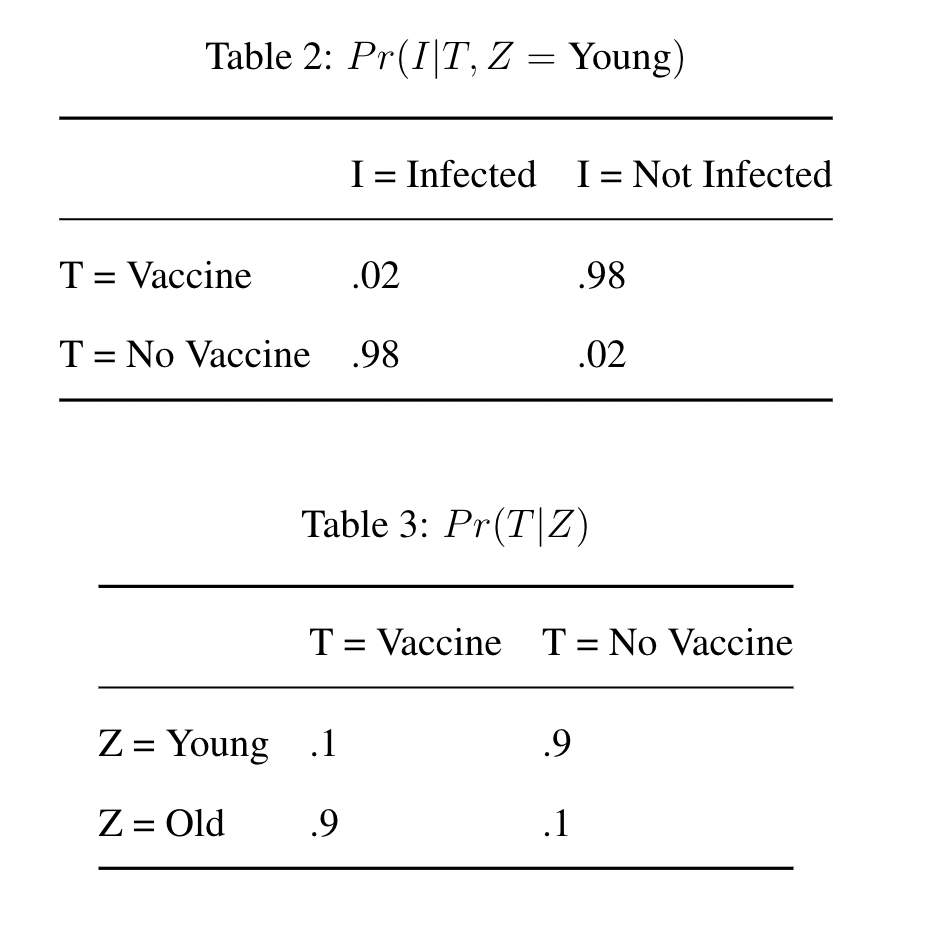 Table 2: Pr(I|T, Z = Young)
I = Infected I = Not Infected
T = Vaccine .02 .98
T = No Vaccine .98 .02
Table 3: Pr(T|Z)
T = Vaccine T = No Vaccine
Z = Young .1 .9
Z = Old .9 .1